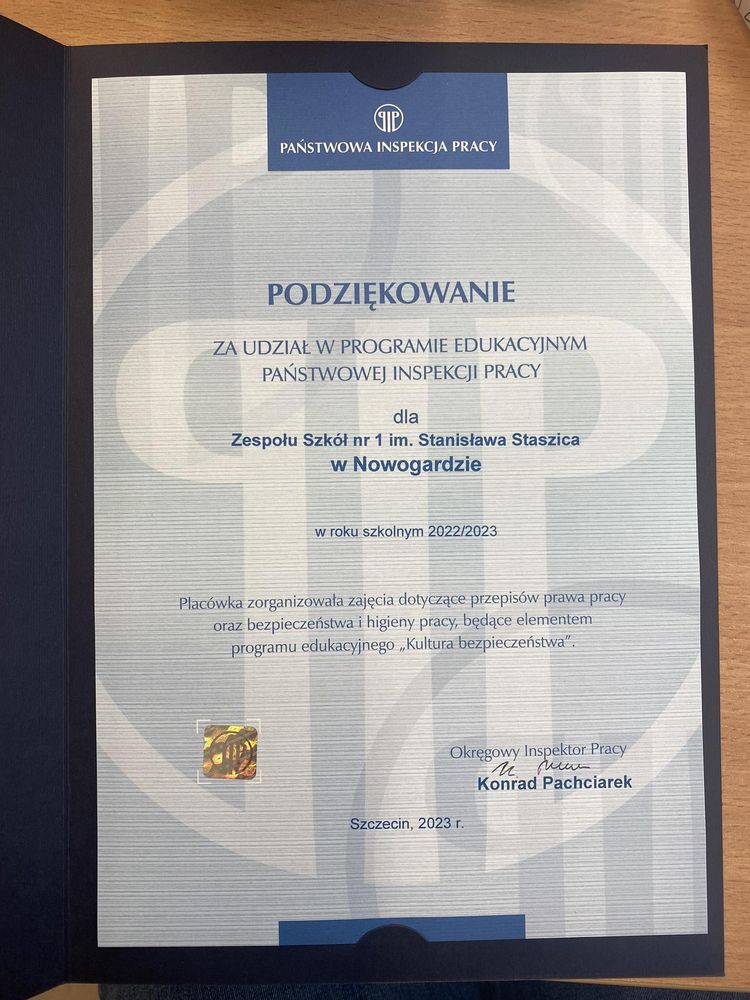 PIP
PAŃSTWOWA INSPEKCJA PRACY
PODZIĘKOWANIE
ZA UDZIAŁ W PROGRAMIE EDUKACYJNYM
PAŃSTWOWEJ INSPEKCJI PRACY
dla
Zespołu Szkół nr 1 im. Stanisława Staszica
w Nowogardzie
w roku szkolnym 2022/2023
Placówka zorganizowała zajęcia dotyczące przepisów prawa pracy
oraz bezpieczeństwa i higieny pracy, będące elementem
programu edukacyjnego „Kultura bezpieczeństwa”.
Okręgowy Inspektor Pracy
Konrad Pachciarek
Szczecin, 2023 r.